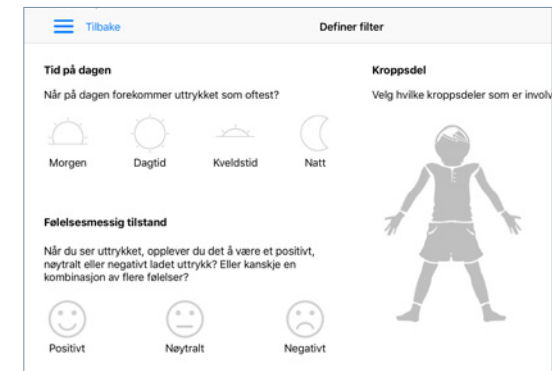 Tilbake
Definer filter
Tid på dagen
Når på dagen forekommer uttrykket som oftest?
Morgen
Dagtid
Kveldstid
Natt
Følelsesmessig tilstand
Når du ser uttrykket, opplever du det å være et positivt,
nøytralt eller negativt ladet uttrykk? Eller kanskje en
kombinasjon av flere følelser?
Positivt
Nøytralt
Negativt
Kroppsdel
Velg hvilke kroppsdeler som er involv